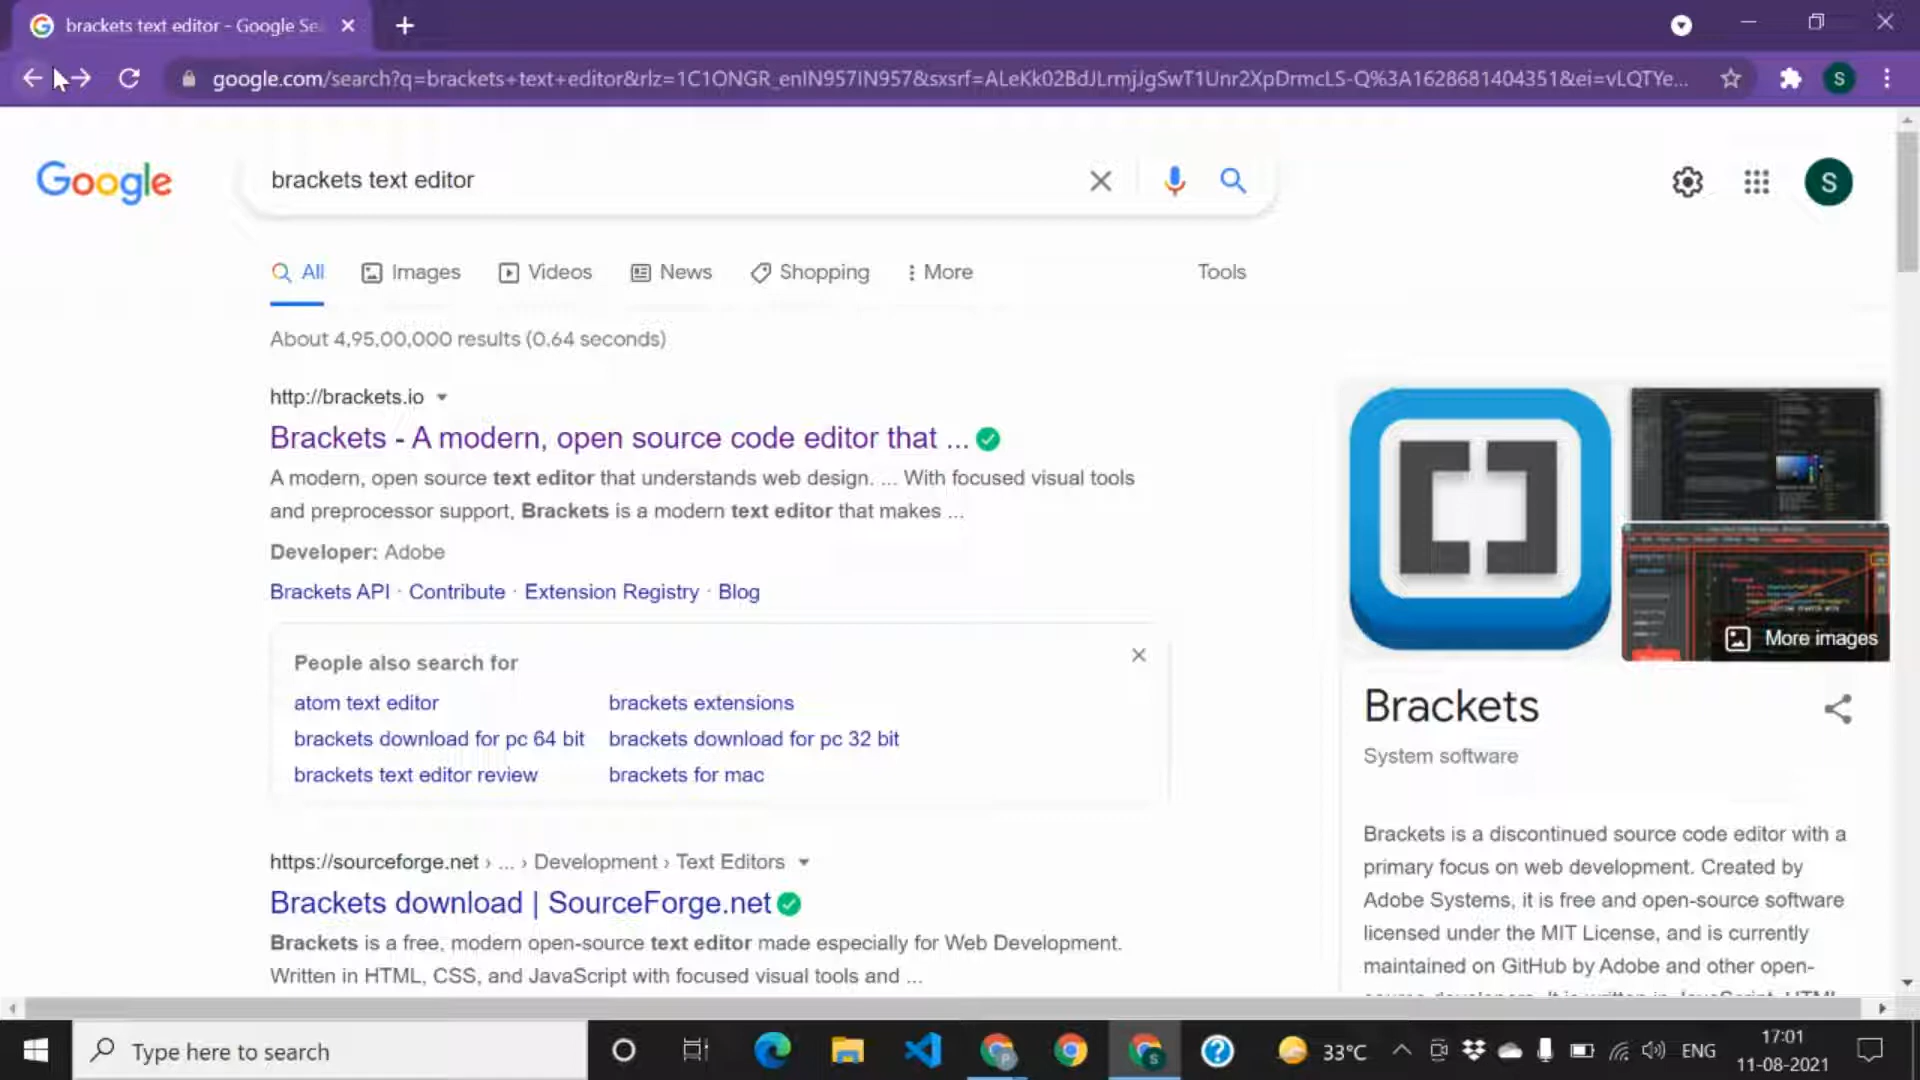 brackets text editor - Google Se
google.com/search?q=brackets+text+editor&rlz=1C1ONGR_enIN957IN957&sxsrf=ALeKk02BdJLrmjJgSwT1Unr2XpDrmcLS-Q%3A1628681404351&ei=vLQTYe...
S
Google
brackets text editor
S
All
Images
Videos
News
Shopping
More
Tools
About 4,95,00,000 results (0.64 seconds)
http://brackets.io
Brackets - A modern, open source code editor that ...
A modern, open source text editor that understands web design. ... With focused visual tools
and preprocessor support, Brackets is a modern text editor that makes ...
Developer: Adobe
Brackets API · Contribute · Extension Registry · Blog
People also search for
atom text editor
brackets extensions
brackets download for pc 64 bit
brackets download for pc 32 bit
brackets text editor review
brackets for mac
https://sourceforge.net › ... › Development › Text Editors
Brackets download | SourceForge.net
Brackets is a free, modern open-source text editor made especially for Web Development.
Written in HTML, CSS, and JavaScript with focused visual tools and ...
More images
Brackets
System software
Brackets is a discontinued source code editor with a
primary focus on web development. Created by
Adobe Systems, it is free and open-source software
licensed under the MIT License, and is currently
maintained on GitHub by Adobe and other open-
Type here to search
33°C
ENG
17:01
11-08-2021